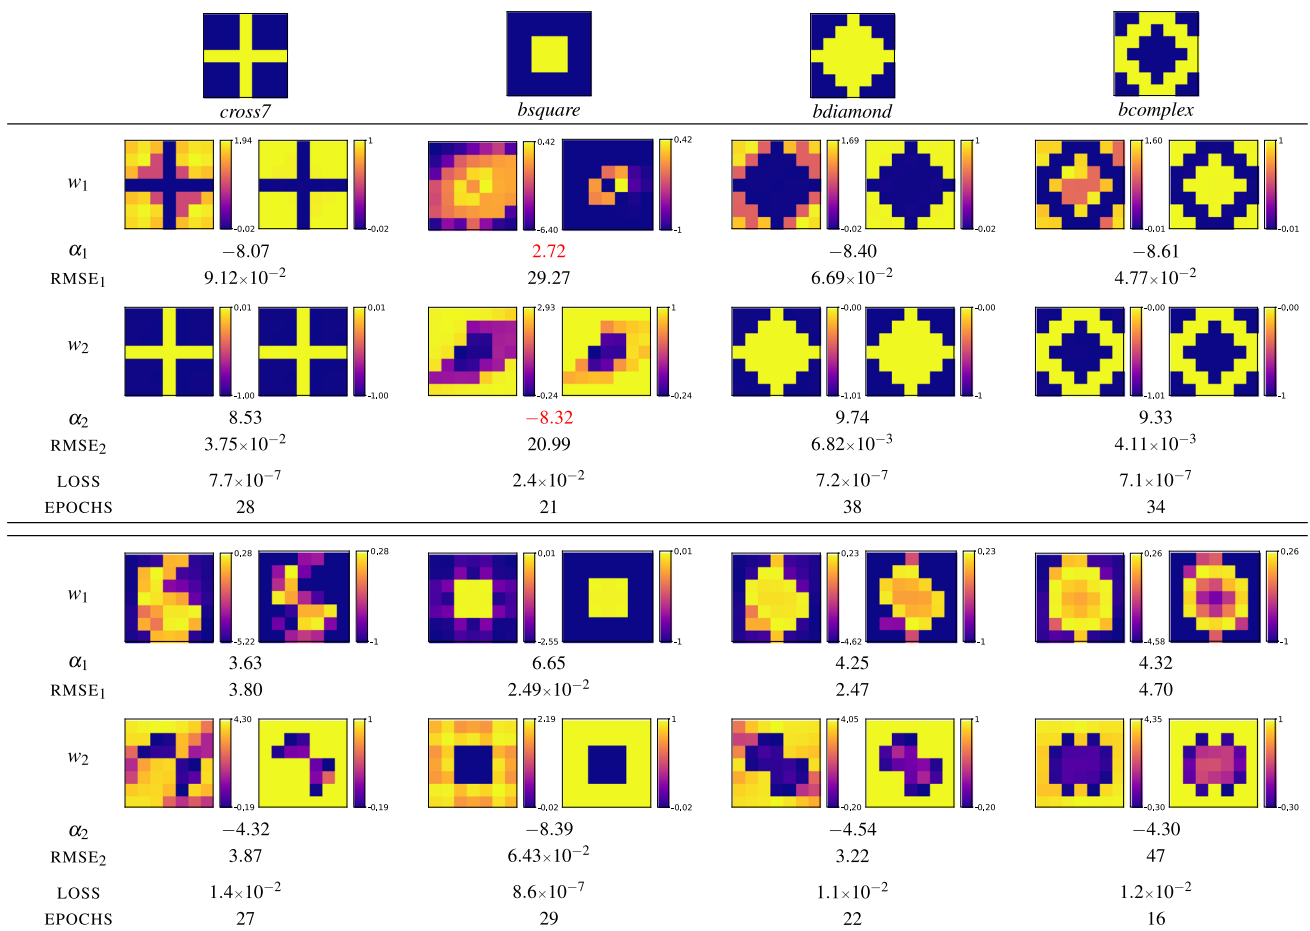 cross7 bsquare bdiamond bcomplex
1.94 1 0.42 0.42 1.69 1 1.60 1
w1
-0.02 -0.02 -6.40 -1 -0.02 -0.02 -0.01 -0.01
α1 −8.07 2.72 −8.40 −8.61
RMSE1 9.12×10−2 29.27 6.69×10−2 4.77×10−2
0.01 0.01 2.93 1 -0.00 -0.00 -0.00 -0.00
w2
-1.00 -1.00 -0.24 -0.24 -1.01 -1.01 -1.01 -1.01
α2 8.53 −8.32 9.74 9.33
RMSE2 3.75×10−2 20.99 6.82×10−3 4.11×10−3
LOSS 7.7×10−7 2.4×10−2 7.2×10−7 7.1×10−7
EPOCHS 28 21 38 34
0.28 0.28 0.01 0.01 0.23 0.23 0.26 0.26
w1
-5.22 -1 -2.55 -1 -4.62 -1 -4.58 -1
α1 3.63 6.65 4.25 4.32
RMSE1 3.80 2.49×10−2 2.47 4.70
4.30 1 2.19 1 4.05 1 4.35 1
w2
-0.19 -0.19 -0.02 -0.02 -0.20 -0.20 -0.30 -0.30
α2 −4.32 −8.39 −4.54 −4.30
RMSE2 3.87 6.43×10−2 3.22 47
LOSS 1.4×10−2 8.6×10−7 1.1×10−2 1.2×10−2
EPOCHS 27 29 22 16